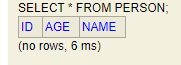 SELECT * FROM PERSON;
ID AGE NAME
(no rows, 6 ms)